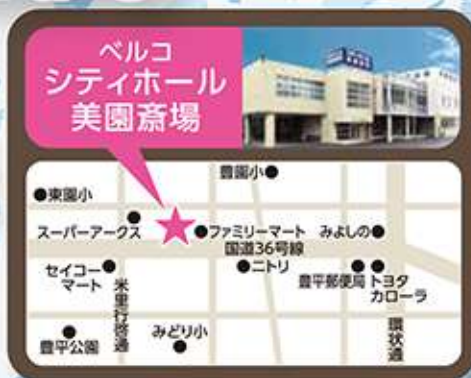 ベルコ
シティホール
美園斎場
豊園小
東園小
スーパーアークス
ファミリーマート
みよしの
国道36号線
セイコー
マート
米里行啓通
ニトリ
豊平郵便局
トヨタ
カローラ
環状通
豊平公園
みどり小